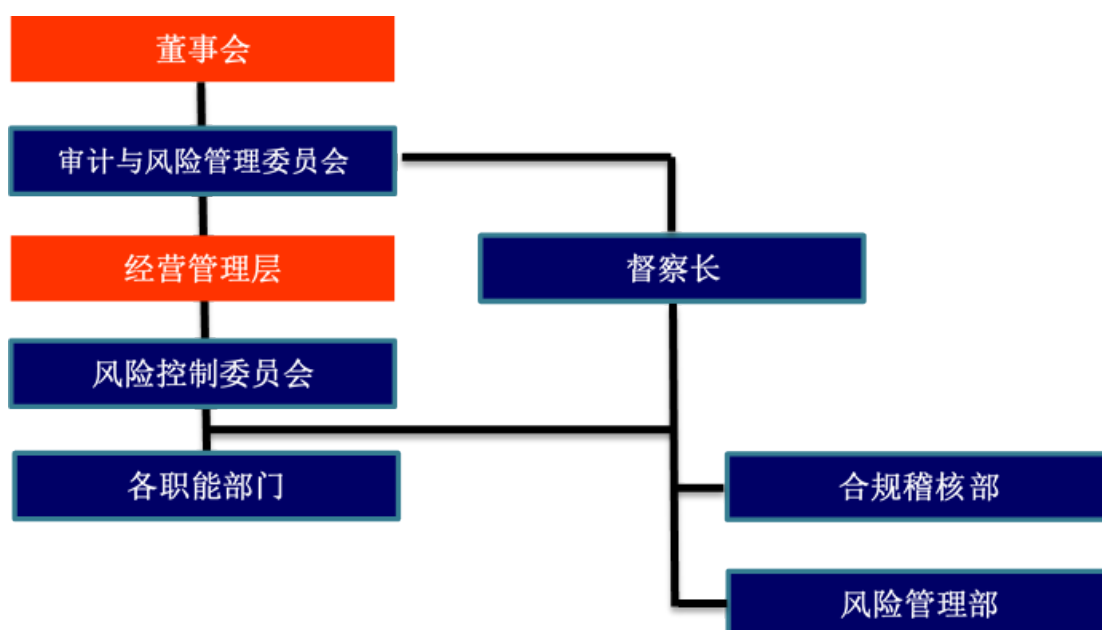 董事会
审计与风险管理委员会
经营管理层
督察长
风险控制委员会
各职能部门
合规稽核部
风险管理部